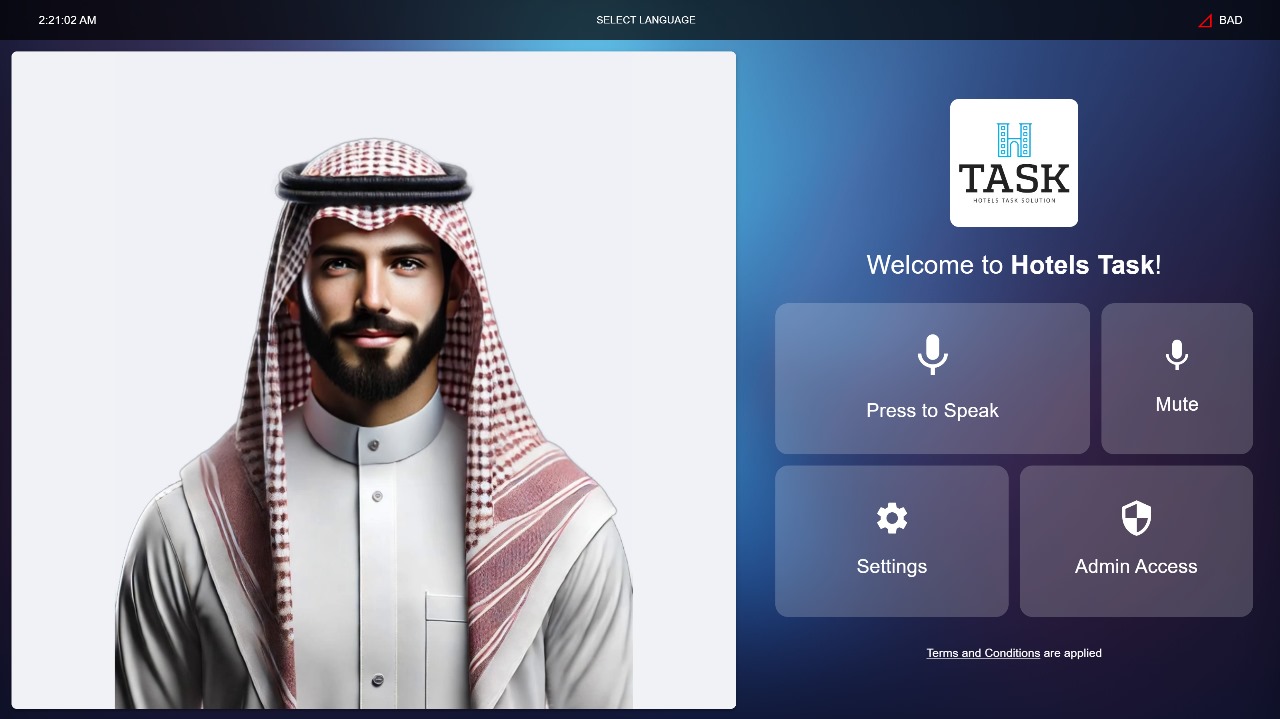 2:21:02 AM
SELECT LANGUAGE
BAD
TASK
HOTELS TASK SOLUTION
Welcome to Hotels Task!
Press to Speak
Mute
Settings
Admin Access
Terms and Conditions are applied